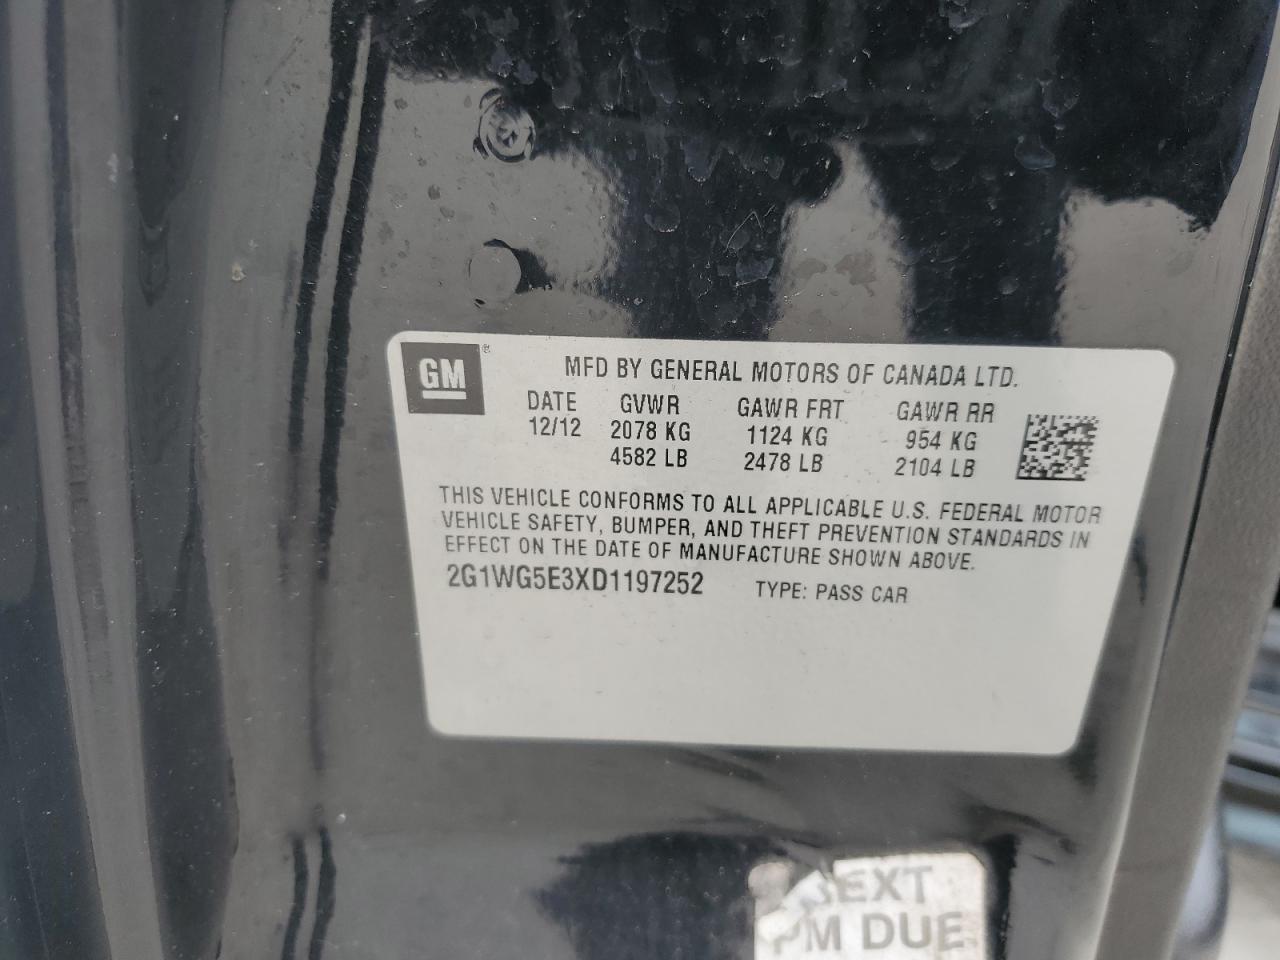 GM ®
MFD BY GENERAL MOTORS OF CANADA LTD.
DATE GVWR GAWR FRT GAWR RR
12/12 2078 KG 1124 KG 954 KG
4582 LB 2478 LB 2104 LB
THIS VEHICLE CONFORMS TO ALL APPLICABLE U.S. FEDERAL MOTOR
VEHICLE SAFETY, BUMPER, AND THEFT PREVENTION STANDARDS IN
EFFECT ON THE DATE OF MANUFACTURE SHOWN ABOVE.
2G1WG5E3XD1197252 TYPE: PASS CAR
EXT
PM DUE